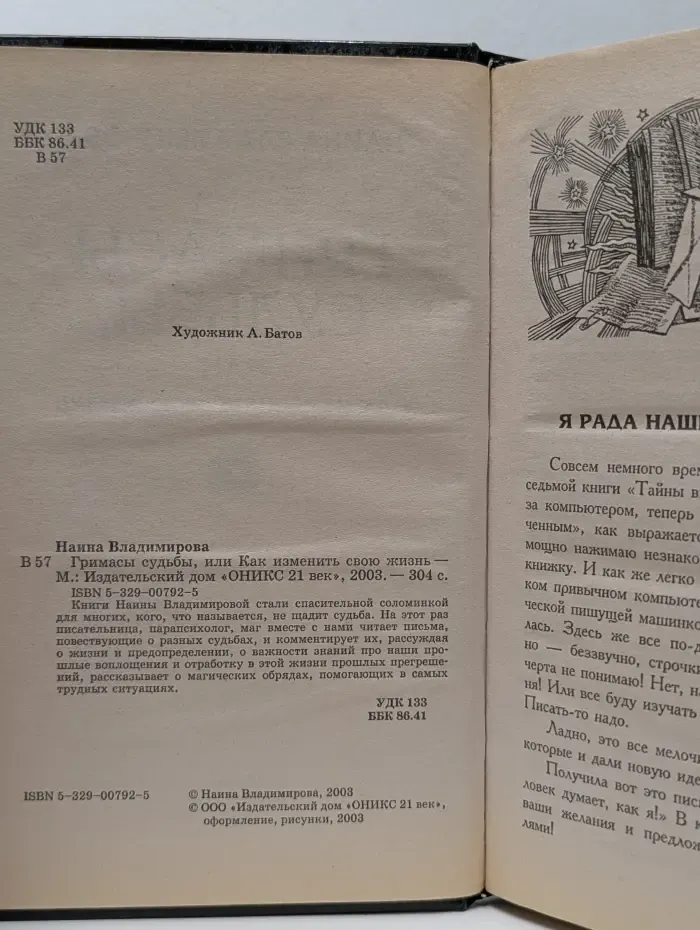 УДК 133
ББК 86.41
В 57
Художник А. Батов
Наина Владимирова
В 57 Гримасы судьбы, или Как изменить свою жизнь —
М.: Издательский дом «ОНИКС 21 век», 2003. — 304 с.
ISBN 5-329-00792-5
Книги Наины Владимировой стали спасительной соломинкой
для многих, кого, что называется, не щадит судьба. На этот раз
писательница, парапсихолог, маг вместе с нами читает письма,
повествующие о разных судьбах, и комментирует их, рассуждая
о жизни и предопределении, о важности знаний про наши про-
шлые воплощения и отработку в этой жизни прошлых прегреше-
ний, рассказывает о магических обрядах, помогающих в самых
трудных ситуациях.
УДК 133
ББК 86.41
ISBN 5-329-00792-5
© Наина Владимирова, 2003
© ООО «Издательский дом «ОНИКС 21 век»,
оформление, рисунки, 2003
Я РАДА НАШЕ
Совсем немного врем
седьмой книги «Тайны в
за компьютером, теперь
ченным», как выражает
мощно нажимаю незнако
книжку. И как же легко
ком привычном компьюте
ческой пишущей машинко
лась. Здесь же все по-д
но — беззвучно, строчк
черта не понимаю! Нет, на
ня! Или все буду изучать
Писать-то надо.
Ладно, это все мелоч
которые и дали новую иде
Получила вот это пис
ловек думает, как я!» В к
ваши желания и предлож
лями!